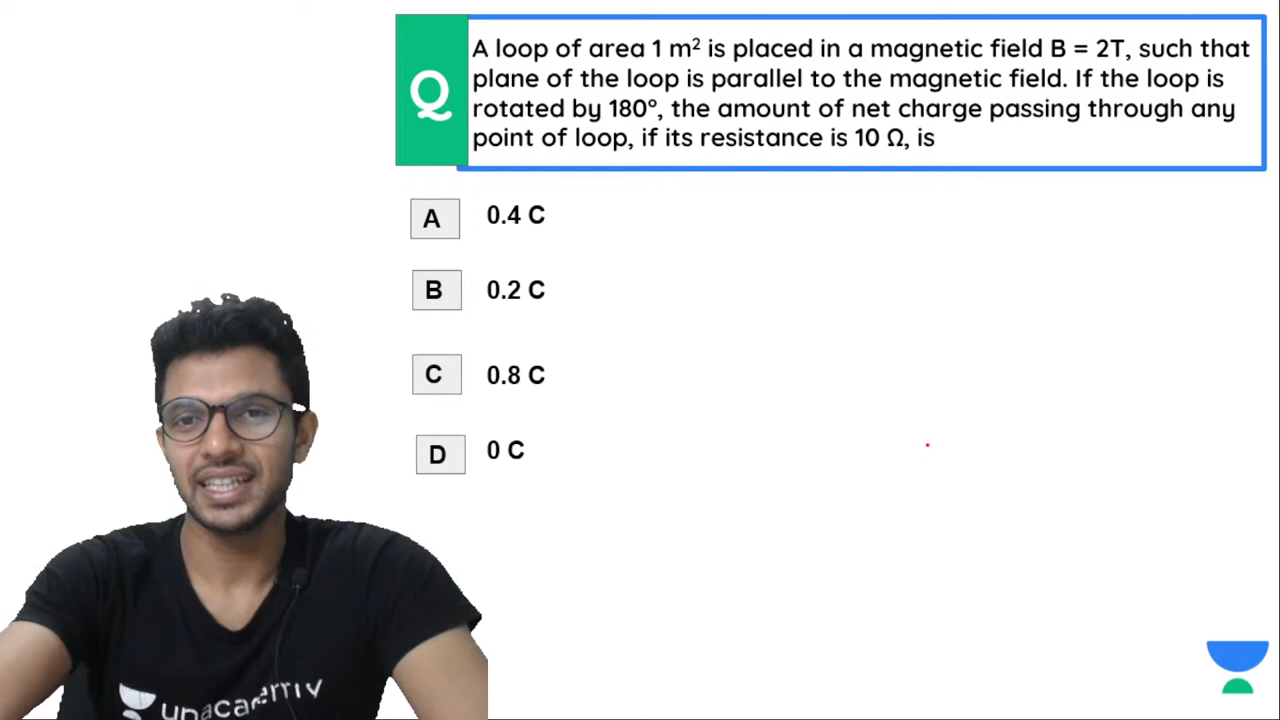 Q
A loop of area 1 m² is placed in a magnetic field B = 2T, such that
plane of the loop is parallel to the magnetic field. If the loop is
rotated by 180°, the amount of net charge passing through any
point of loop, if its resistance is 10 Ω, is
A 0.4 C
B 0.2 C
C 0.8 C
D 0 C
unacademy